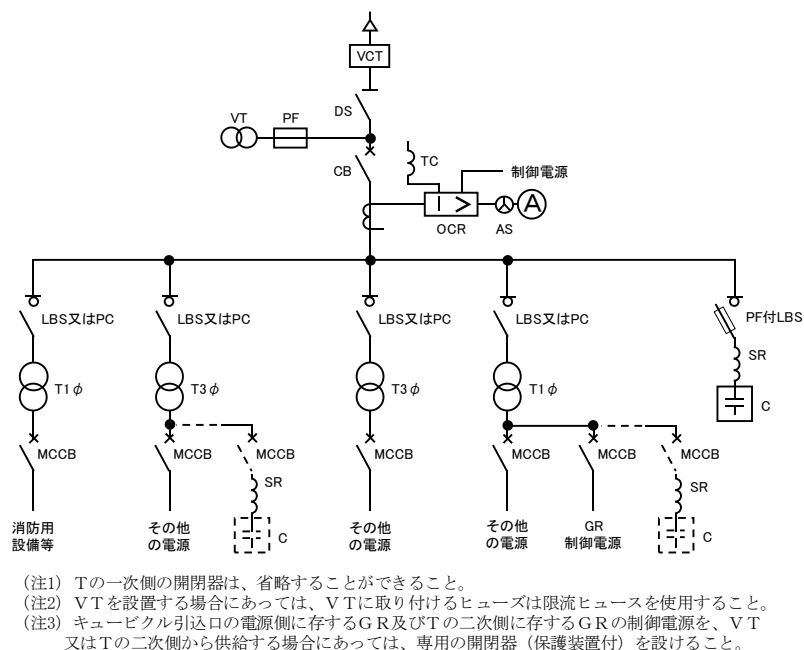 VCT
DS
VT
PF
CB
TC
制御電源
OCR
AS
A
LBS又はPC
LBS又はPC
LBS又はPC
LBS又はPC
PF付LBS
T1φ
T3φ
T3φ
T1φ
SR
C
MCCB
MCCB
MCCB
MCCB
MCCB
MCCB
MCCB
SR
SR
C
C
消防用
設備等
その他
の電源
その他
の電源
その他
の電源
GR
制御電源
(注1) Tの一次側の開閉器は、省略することができること。
(注2) VTを設置する場合にあっては、VTに取り付けるヒューズは限流ヒュースを使用すること。
(注3) キュービクル引込口の電源側に存するGR及びTの二次側に存するGRの制御電源を、VT
又はTの二次側から供給する場合にあっては、専用の開閉器（保護装置付）を設けること。